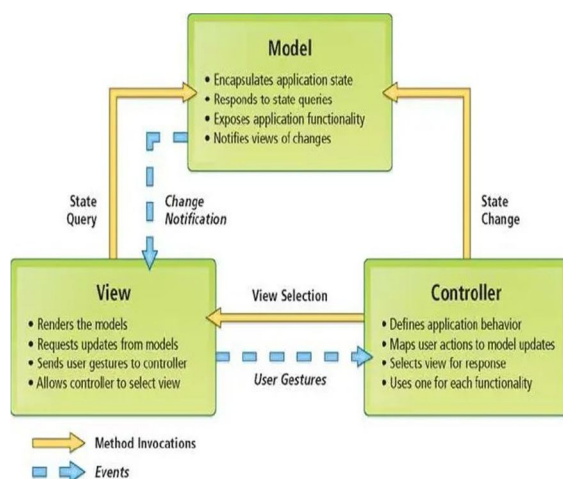 Model
• Encapsulates application state
• Responds to state queries
• Exposes application functionality
• Notifies views of changes
State
Query
Change
Notification
State
Change
View
• Renders the models
• Requests updates from models
• Sends user gestures to controller
• Allows controller to select view
View Selection
User Gestures
Controller
• Defines application behavior
• Maps user actions to model updates
• Selects view for response
• Uses one for each functionality
Method Invocations
Events